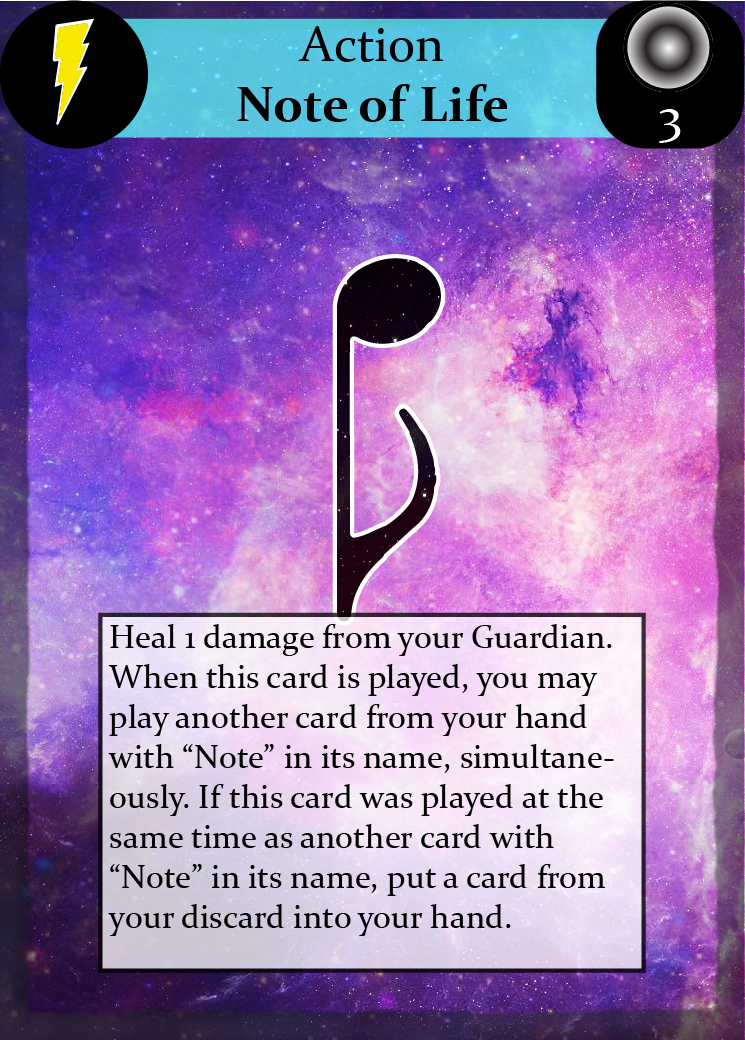 Action
Note of Life
3
Heal 1 damage from your Guardian.
When this card is played, you may
play another card from your hand
with “Note” in its name, simultane-
ously. If this card was played at the
same time as another card with
“Note” in its name, put a card from
your discard into your hand.